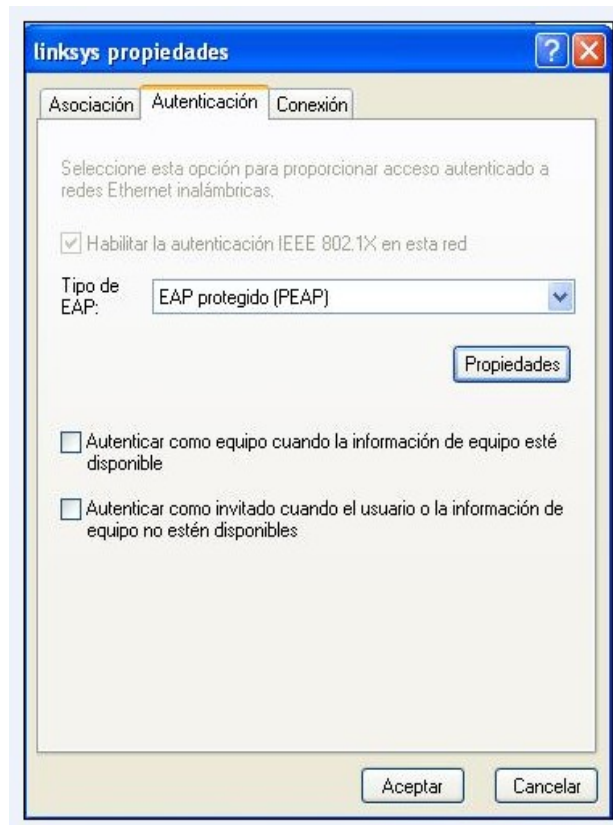 linksys propiedades
Asociación Autenticación Conexión
Seleccione esta opción para proporcionar acceso autenticado a
redes Ethernet inalámbricas.
Habilitar la autenticación IEEE 802.1X en esta red
Tipo de
EAP:
EAP protegido (PEAP)
Propiedades
Autenticar como equipo cuando la información de equipo esté
disponible
Autenticar como invitado cuando el usuario o la información de
equipo no estén disponibles
Aceptar Cancelar